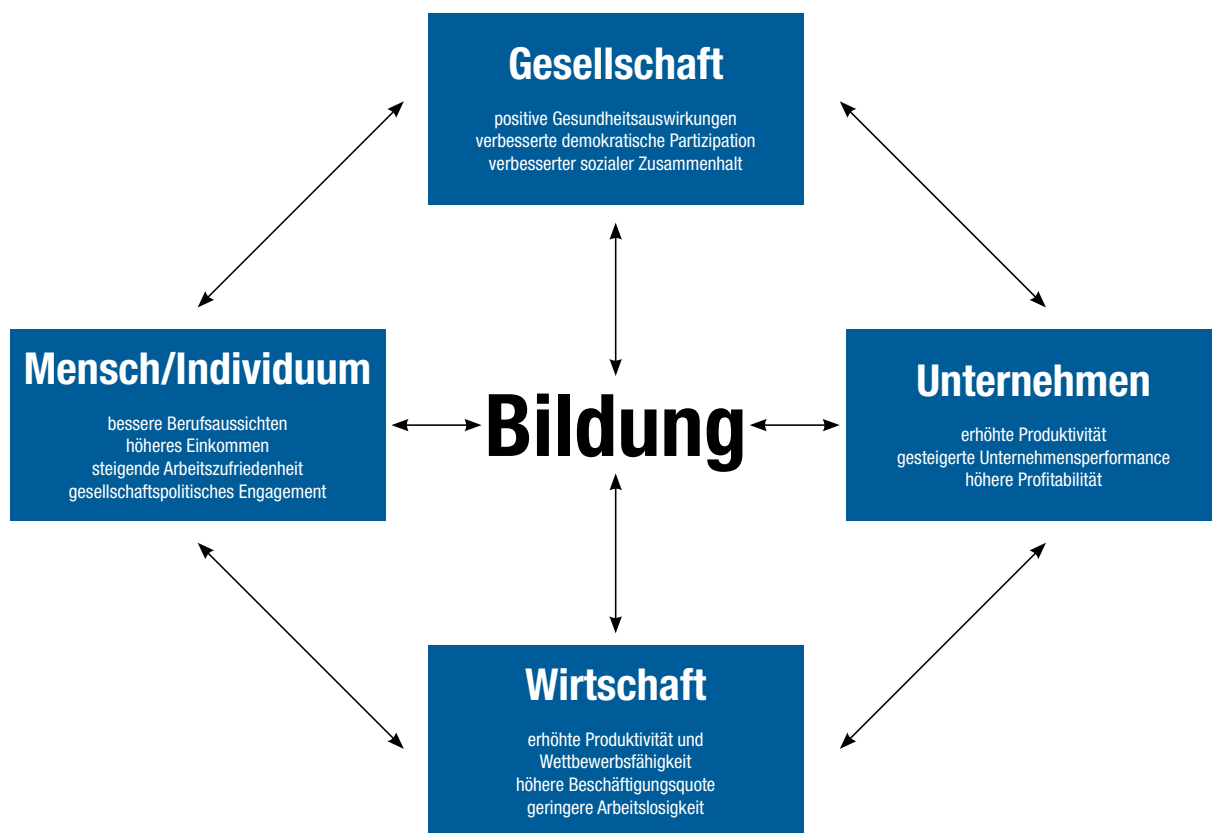 Gesellschaft
positive Gesundheitsauswirkungen
verbesserte demokratische Partizipation
verbesserter sozialer Zusammenhalt
Mensch/Individuum
bessere Berufsaussichten
höheres Einkommen
steigende Arbeitszufriedenheit
gesellschaftspolitisches Engagement
Bildung
Unternehmen
erhöhte Produktivität
gesteigerte Unternehmensperformance
höhere Profitabilität
Wirtschaft
erhöhte Produktivität und
Wettbewerbsfähigkeit
höhere Beschäftigungsquote
geringere Arbeitslosigkeit